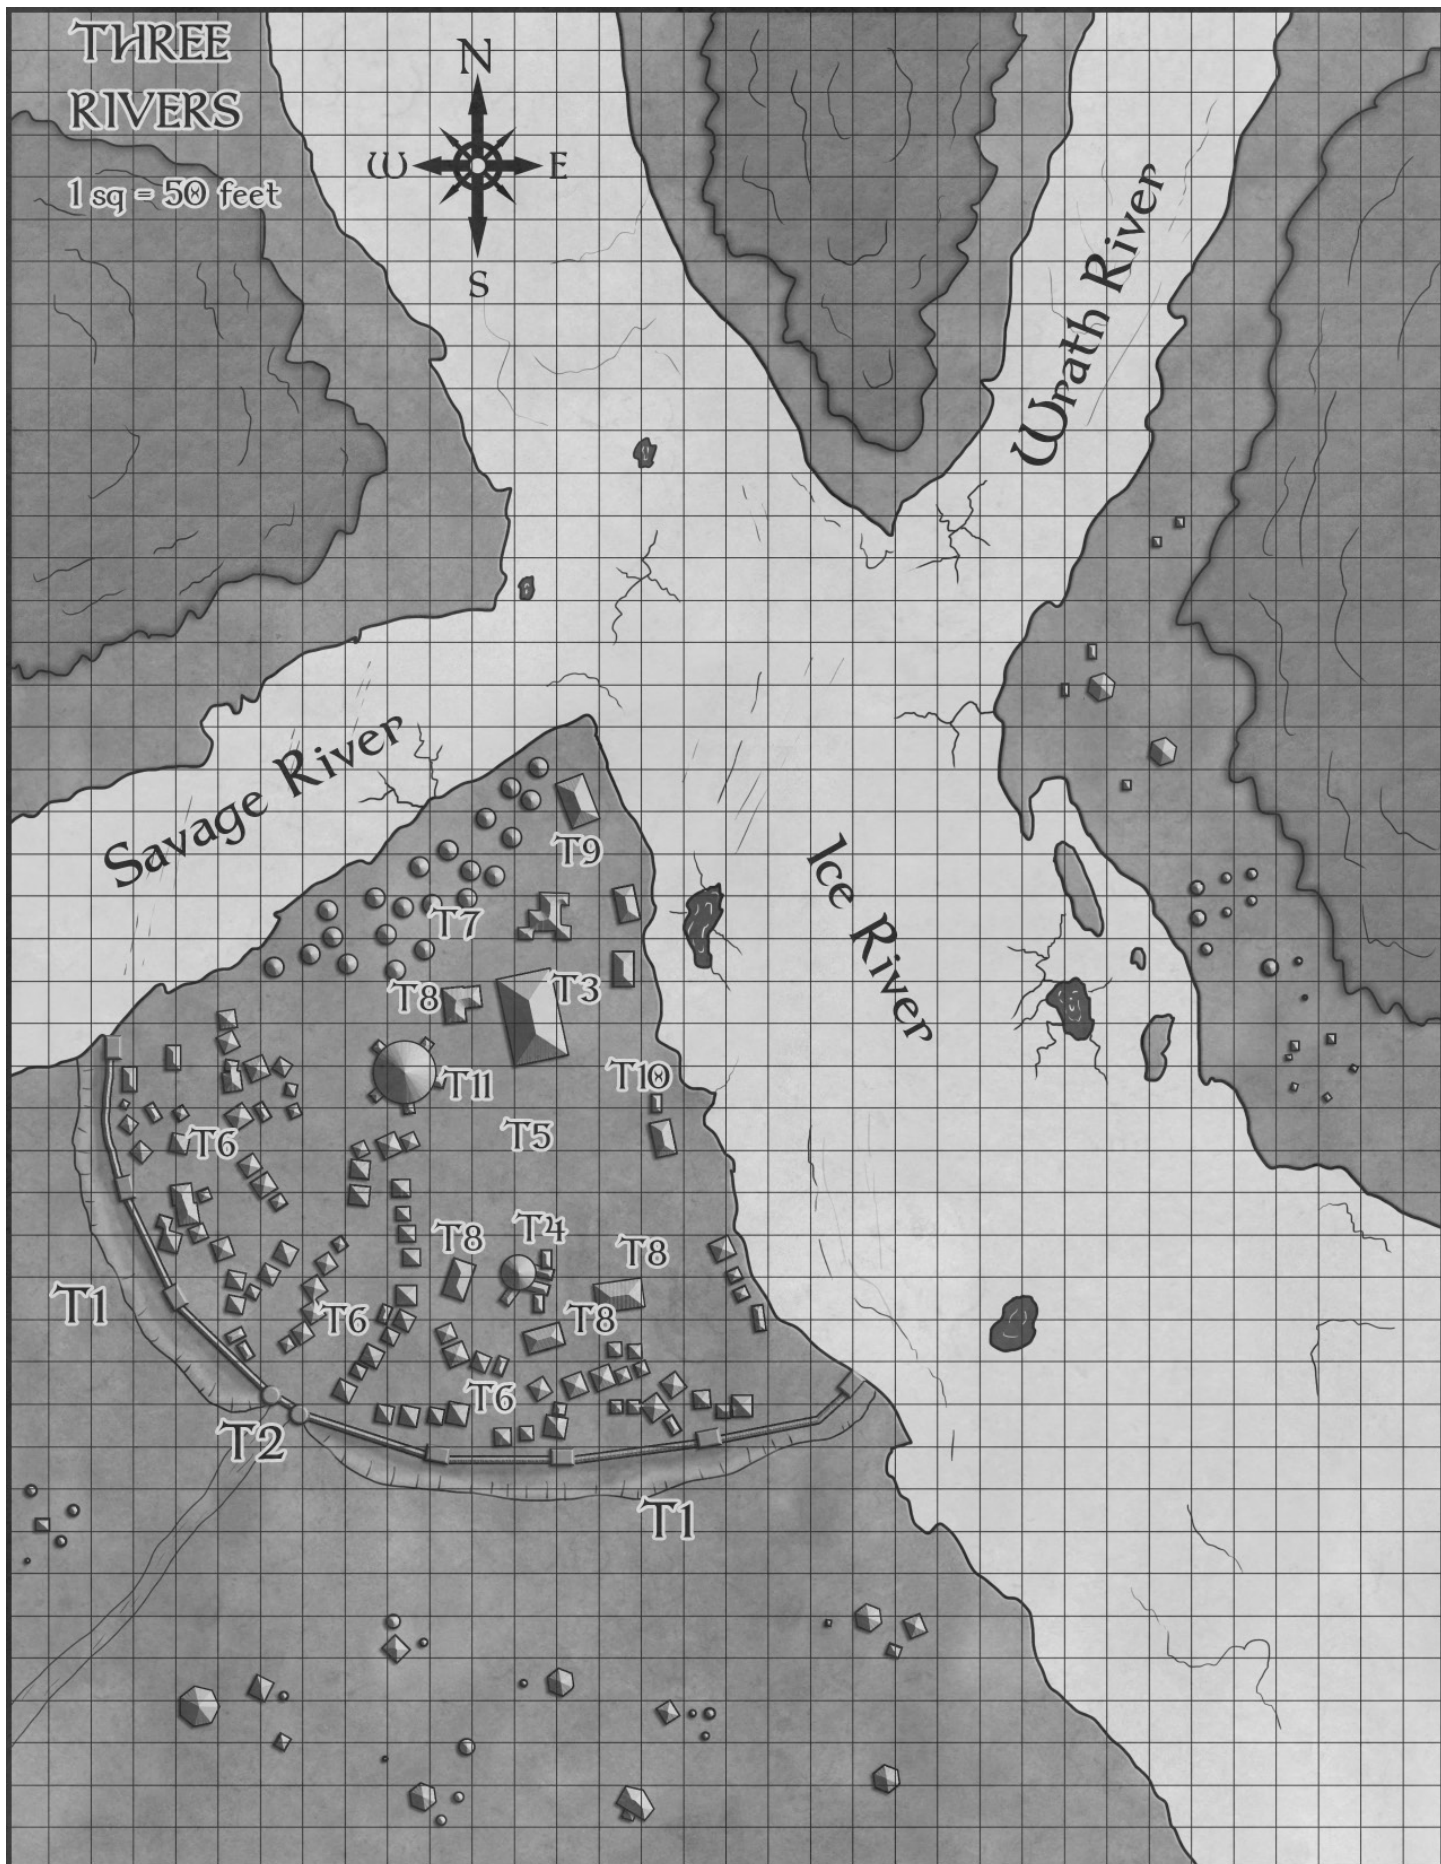 THREE
RIVERS
1 sq = 50 feet
N
W
E
S
Wrath River
Savage River
Ice River
T9
T7
T8
T3
T11
T10
T5
T6
T8
T4
T8
T1
T6
T8
T6
T2
T1